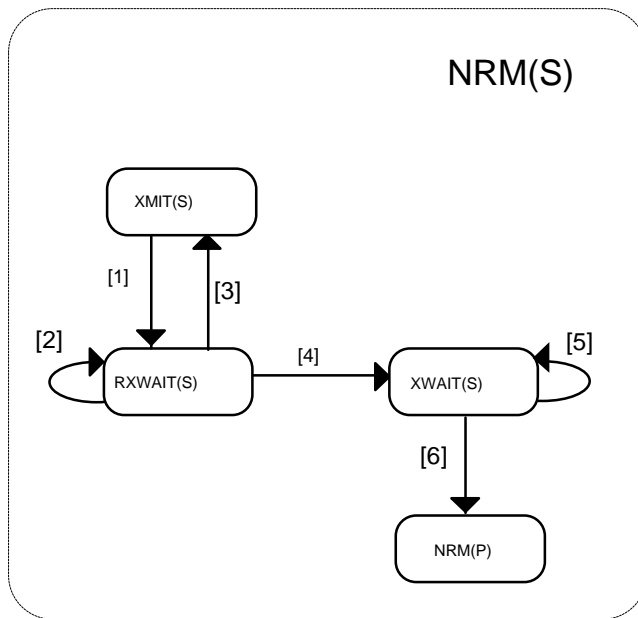 NRM(S)
XMIT(S)
[1]
[3]
[2]
RXWAIT(S)
[4]
XWAIT(S)
[5]
[6]
NRM(P)